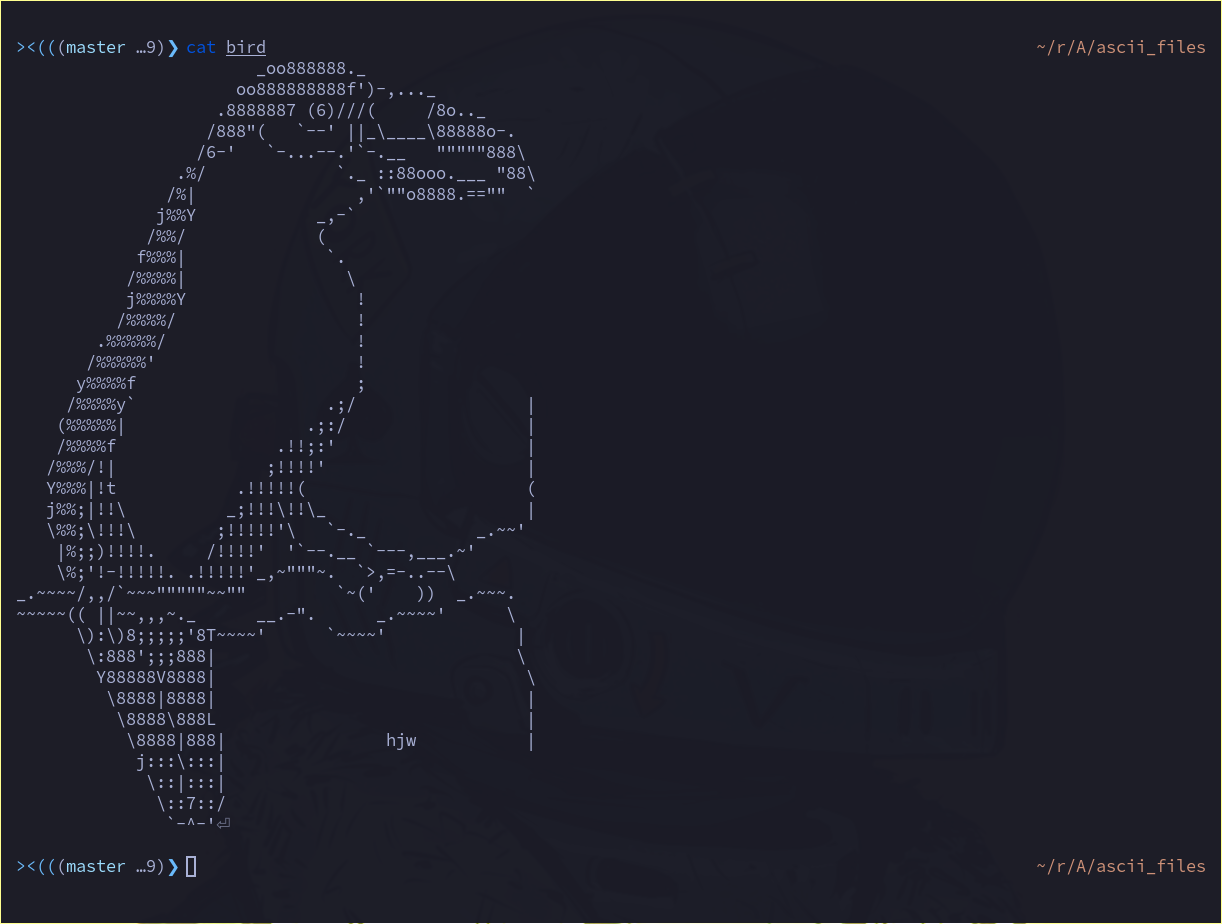 ><(((master …9)❯ cat bird ~/r/A/ascii_files
                        _oo888888._
                      oo888888888f')-,..._
                    .8888887 (6)///(     /8o.._
                   /888"(   `--' ||_\____\88888o-.
                  /6-'   `-...--.'`-.__   """""888\
                .%/             `._ ::88ooo.___ "88\
               /%|                ,'`""o8888.==""  `
              j%%Y            _,-`
             /%%/             (
            f%%%|              `.
           /%%%%|                \
           j%%%%Y                 !
          /%%%%/                  !
        .%%%%%/                   !
       /%%%%%'                    !
      y%%%%f                      ;
     /%%%%y`                   .;/                 |
    (%%%%%|                  .;:/                  |
    /%%%%f                .!!;:'                   |
   /%%%/!|               ;!!!!'                    |
   Y%%%|!t            .!!!!!(                      (
   j%%;|!!\          _;!!!\!!\_                    |
   \%%;\!!!\        ;!!!!!'\   `-._           _.~~'
    |%;;)!!!!.     /!!!!'  '`--.__ `---,___.~'
    \%;'!-!!!!!. .!!!!!'_,~"""~.  `>,=-..--\
_.~~~~/,,/`~~~"""""~~""         `~('    ))  _.~~~.
~~~~~(( ||~~,,,~._      __.-".      _.~~~~'      \
      \):\)8;;;;;'8T~~~~'      `~~~~'             |
       \:888';;;888|                              \
        Y88888V8888|                               \
         \8888|8888|                               |
          \8888\888L                               |
           \8888|888|                hjw           |
            j:::\:::|
             \::|:::|
              \::7::/
               `-^-'⏎
><(((master …9)❯ ~/r/A/ascii_files